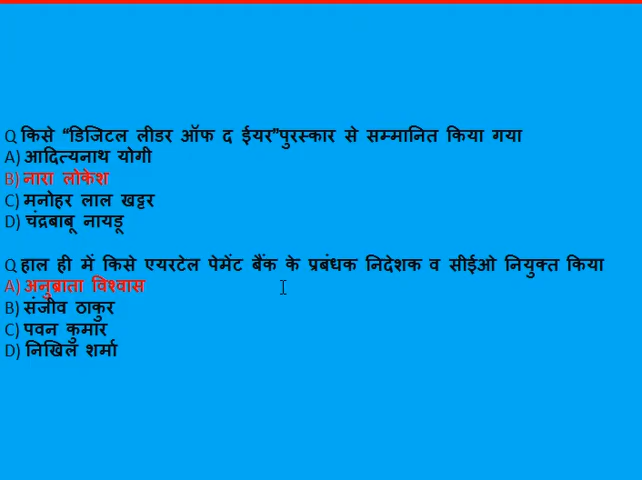 Q किसे “डिजिटल लीडर ऑफ द ईयर”पुरस्कार से सम्मानित किया गया
A) आदित्यनाथ योगी
B) नारा लोकेश
C) मनोहर लाल खट्टर
D) चंद्रबाबू नायडू
Q हाल ही में किसे एयरटेल पेमेंट बैंक के प्रबंधक निदेशक व सीईओ नियुक्त किया
A) अनुब्राता विश्वास
B) संजीव ठाकुर
C) पवन कुमार
D) निखिल शर्मा